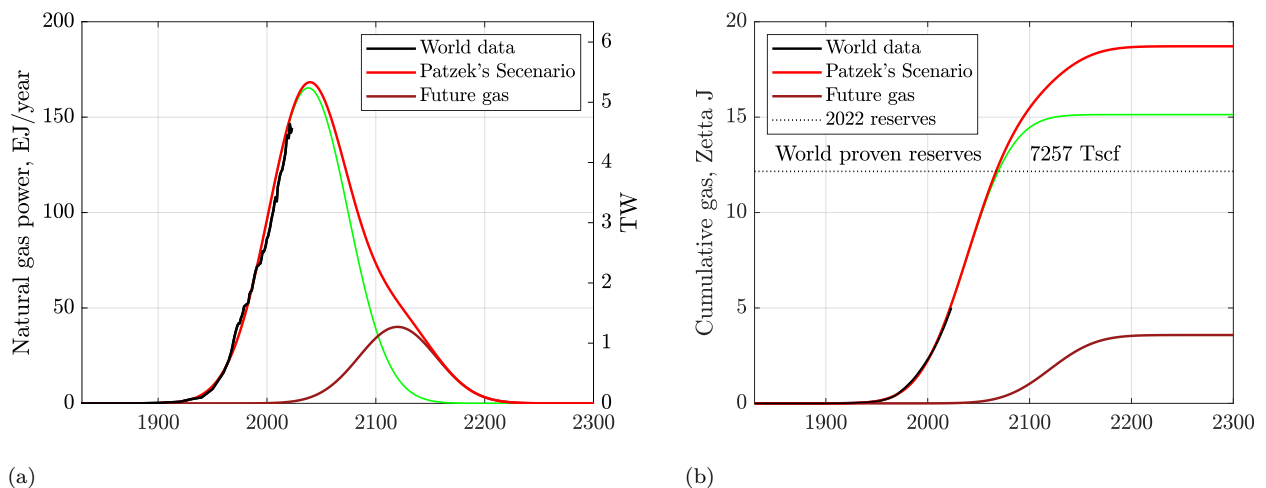 200
150
100
50
0
Natural gas power, EJ/year
1900
2000
2100
2200
2300
6
5
4
3
2
1
0
TW
World data
Patzek's Secenario
Future gas
(a)
20
15
10
5
0
Cumulative gas, Zetta J
1900
2000
2100
2200
2300
World data
Patzek's Secenario
Future gas
2022 reserves
World proven reserves 7257 Tscf
(b)